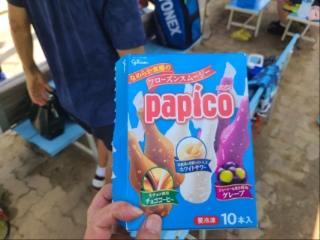 Glico
なめらか食感の
フローズンスムージー
papico
ホワイトサワー
チョココーヒー
グレープ
要冷凍
10本入
YONEX